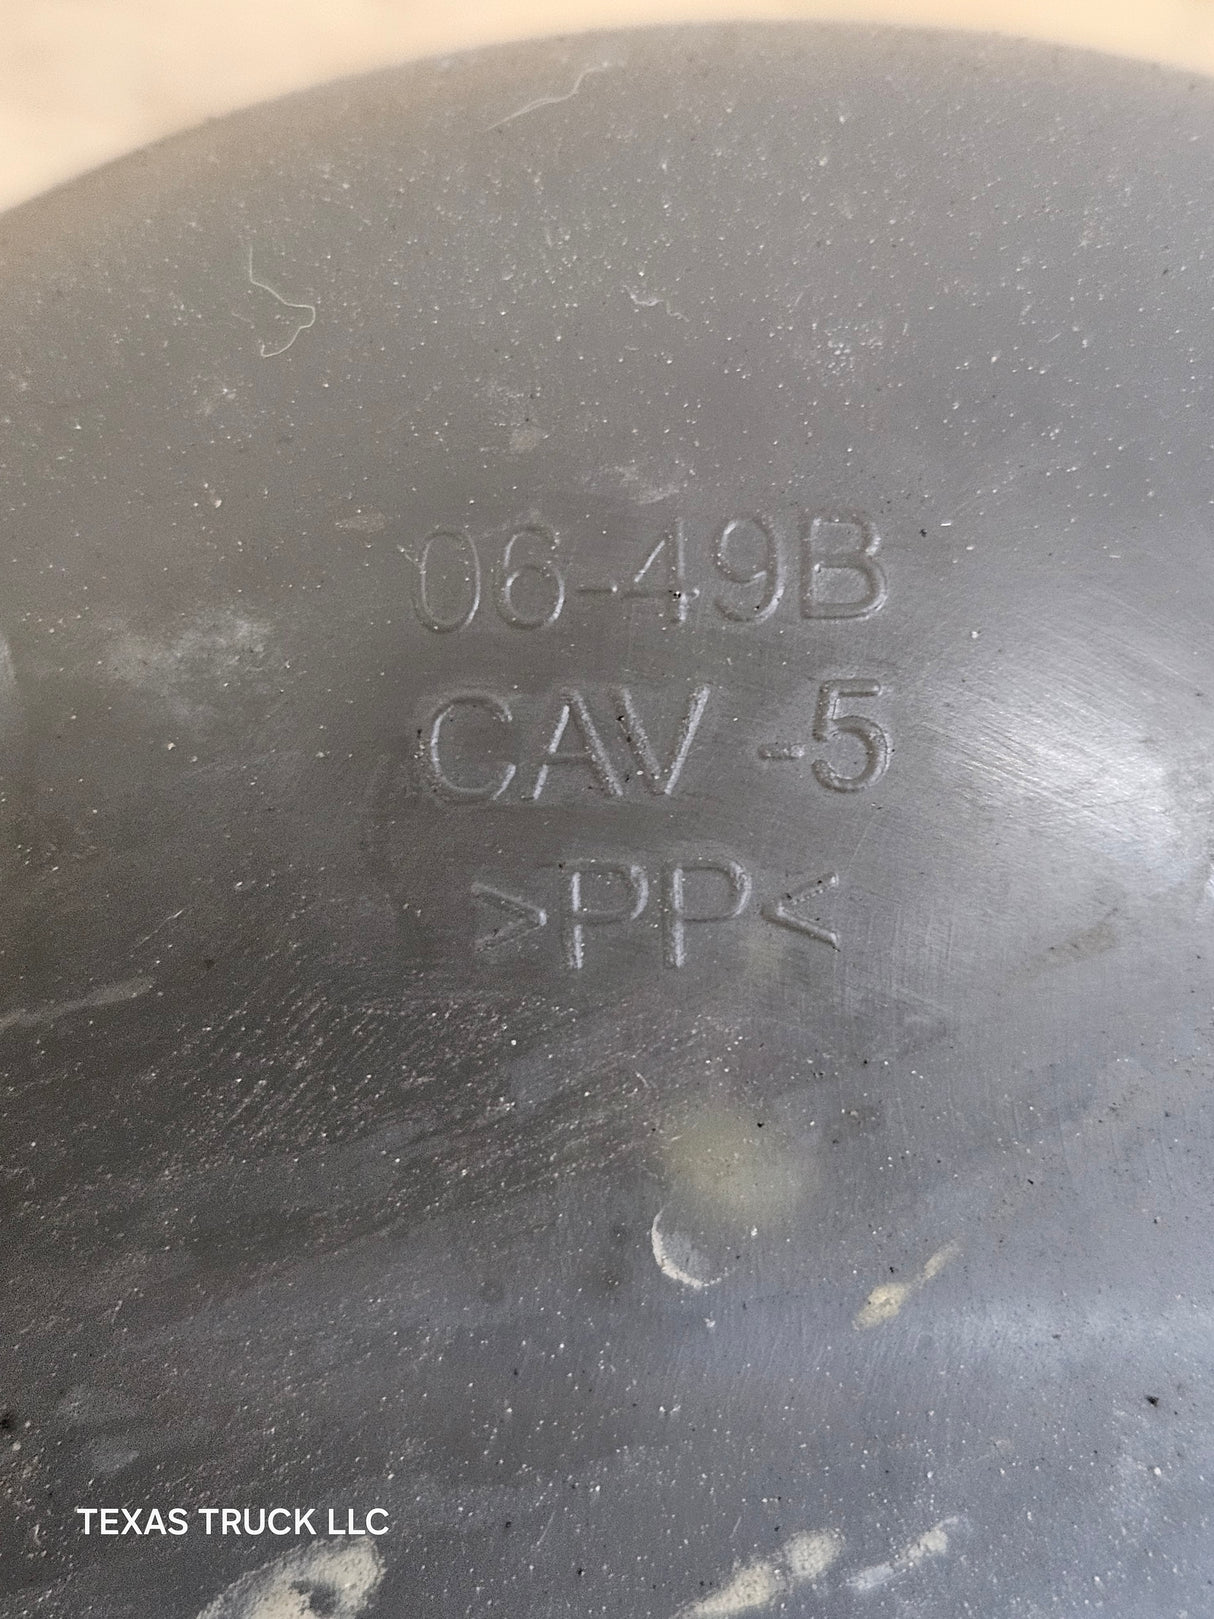 06-49B
CAV -5
>PP<
TEXAS TRUCK LLC